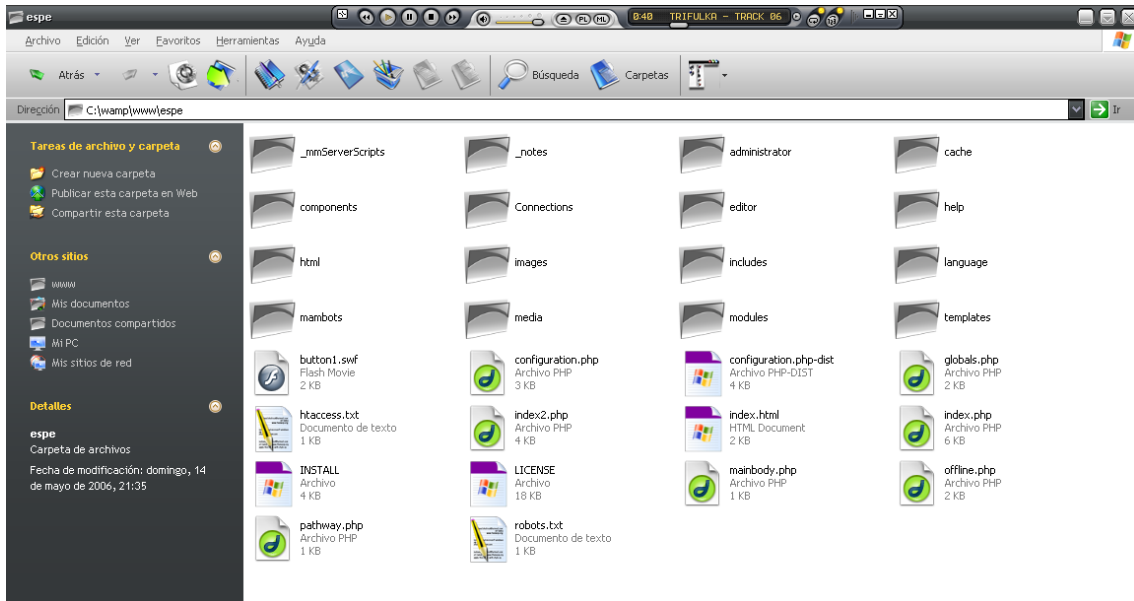 espe
0:40 TRIFULKA - TRACK 06
PL ML
Archivo Edición Ver Favoritos Herramientas Ayuda
Atrás Búsqueda Carpetas
Dirección C:\wamp\www\espe Ir
Tareas de archivo y carpeta
Crear nueva carpeta
Publicar esta carpeta en Web
Compartir esta carpeta
Otros sitios
www
Mis documentos
Documentos compartidos
Mi PC
Mis sitios de red
Detalles
espe
Carpeta de archivos
Fecha de modificación: domingo, 14
de mayo de 2006, 21:35
_mmServerScripts
_notes
administrator
cache
components
Connections
editor
help
html
images
includes
language
mambots
media
modules
templates
button1.swf
Flash Movie
2 KB
configuration.php
Archivo PHP
3 KB
configuration.php-dist
Archivo PHP-DIST
4 KB
globals.php
Archivo PHP
2 KB
htaccess.txt
Documento de texto
1 KB
index2.php
Archivo PHP
4 KB
index.html
HTML Document
2 KB
index.php
Archivo PHP
6 KB
INSTALL
Archivo
4 KB
LICENSE
Archivo
18 KB
mainbody.php
Archivo PHP
1 KB
offline.php
Archivo PHP
2 KB
pathway.php
Archivo PHP
1 KB
robots.txt
Documento de texto
1 KB